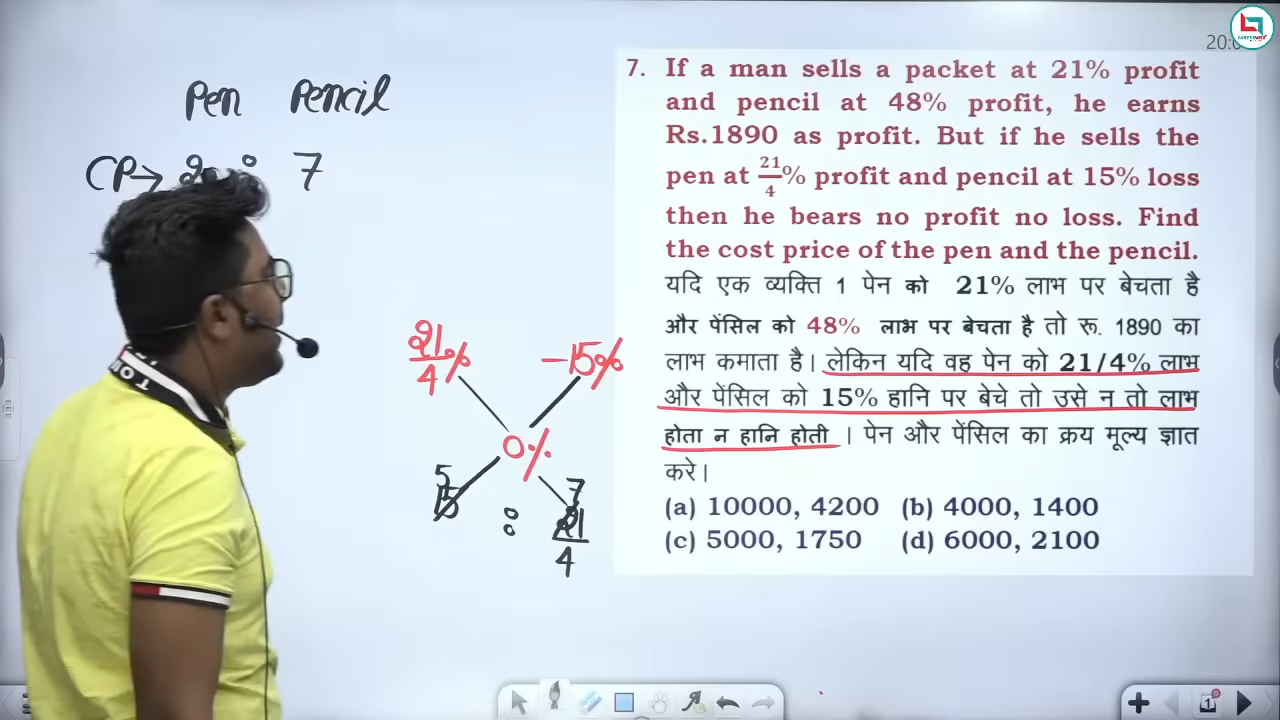 Pen Pencil
CP→ 20 : 7
20:0
7. If a man sells a packet at 21% profit
and pencil at 48% profit, he earns
Rs.1890 as profit. But if he sells the
pen at 21/4% profit and pencil at 15% loss
then he bears no profit no loss. Find
the cost price of the pen and the pencil.
यदि एक व्यक्ति 1 पेन को 21% लाभ पर बेचता है
और पेंसिल को 48% लाभ पर बेचता है तो रू. 1890 का
लाभ कमाता है। लेकिन यदि वह पेन को 21/4% लाभ
और पेंसिल को 15% हानि पर बेचे तो उसे न तो लाभ
होता न हानि होती । पेन और पेंसिल का क्रय मूल्य ज्ञात
करे।
(a) 10000, 4200 (b) 4000, 1400
(c) 5000, 1750 (d) 6000, 2100
21/4% -15%
0%
5 7
15 : 21/4
1